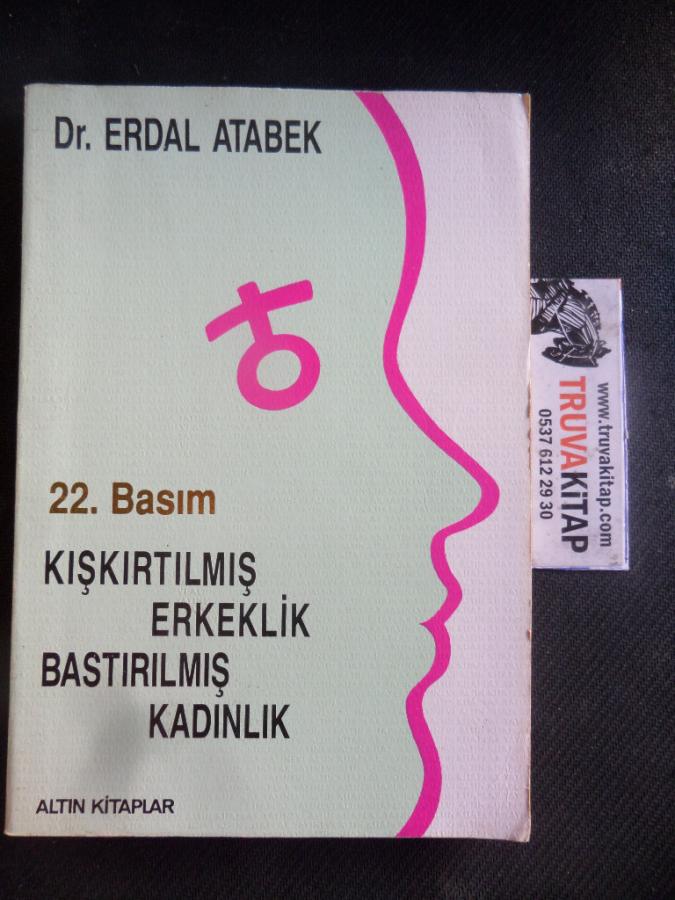 Dr. ERDAL ATABEK
22. Basım
KIŞKIRTILMIŞ
ERKEKLİK
BASTIRILMIŞ
KADINLIK
ALTIN KİTAPLAR
www.truvakitap.com
TRUVAKİTAP
0537 612 29 30